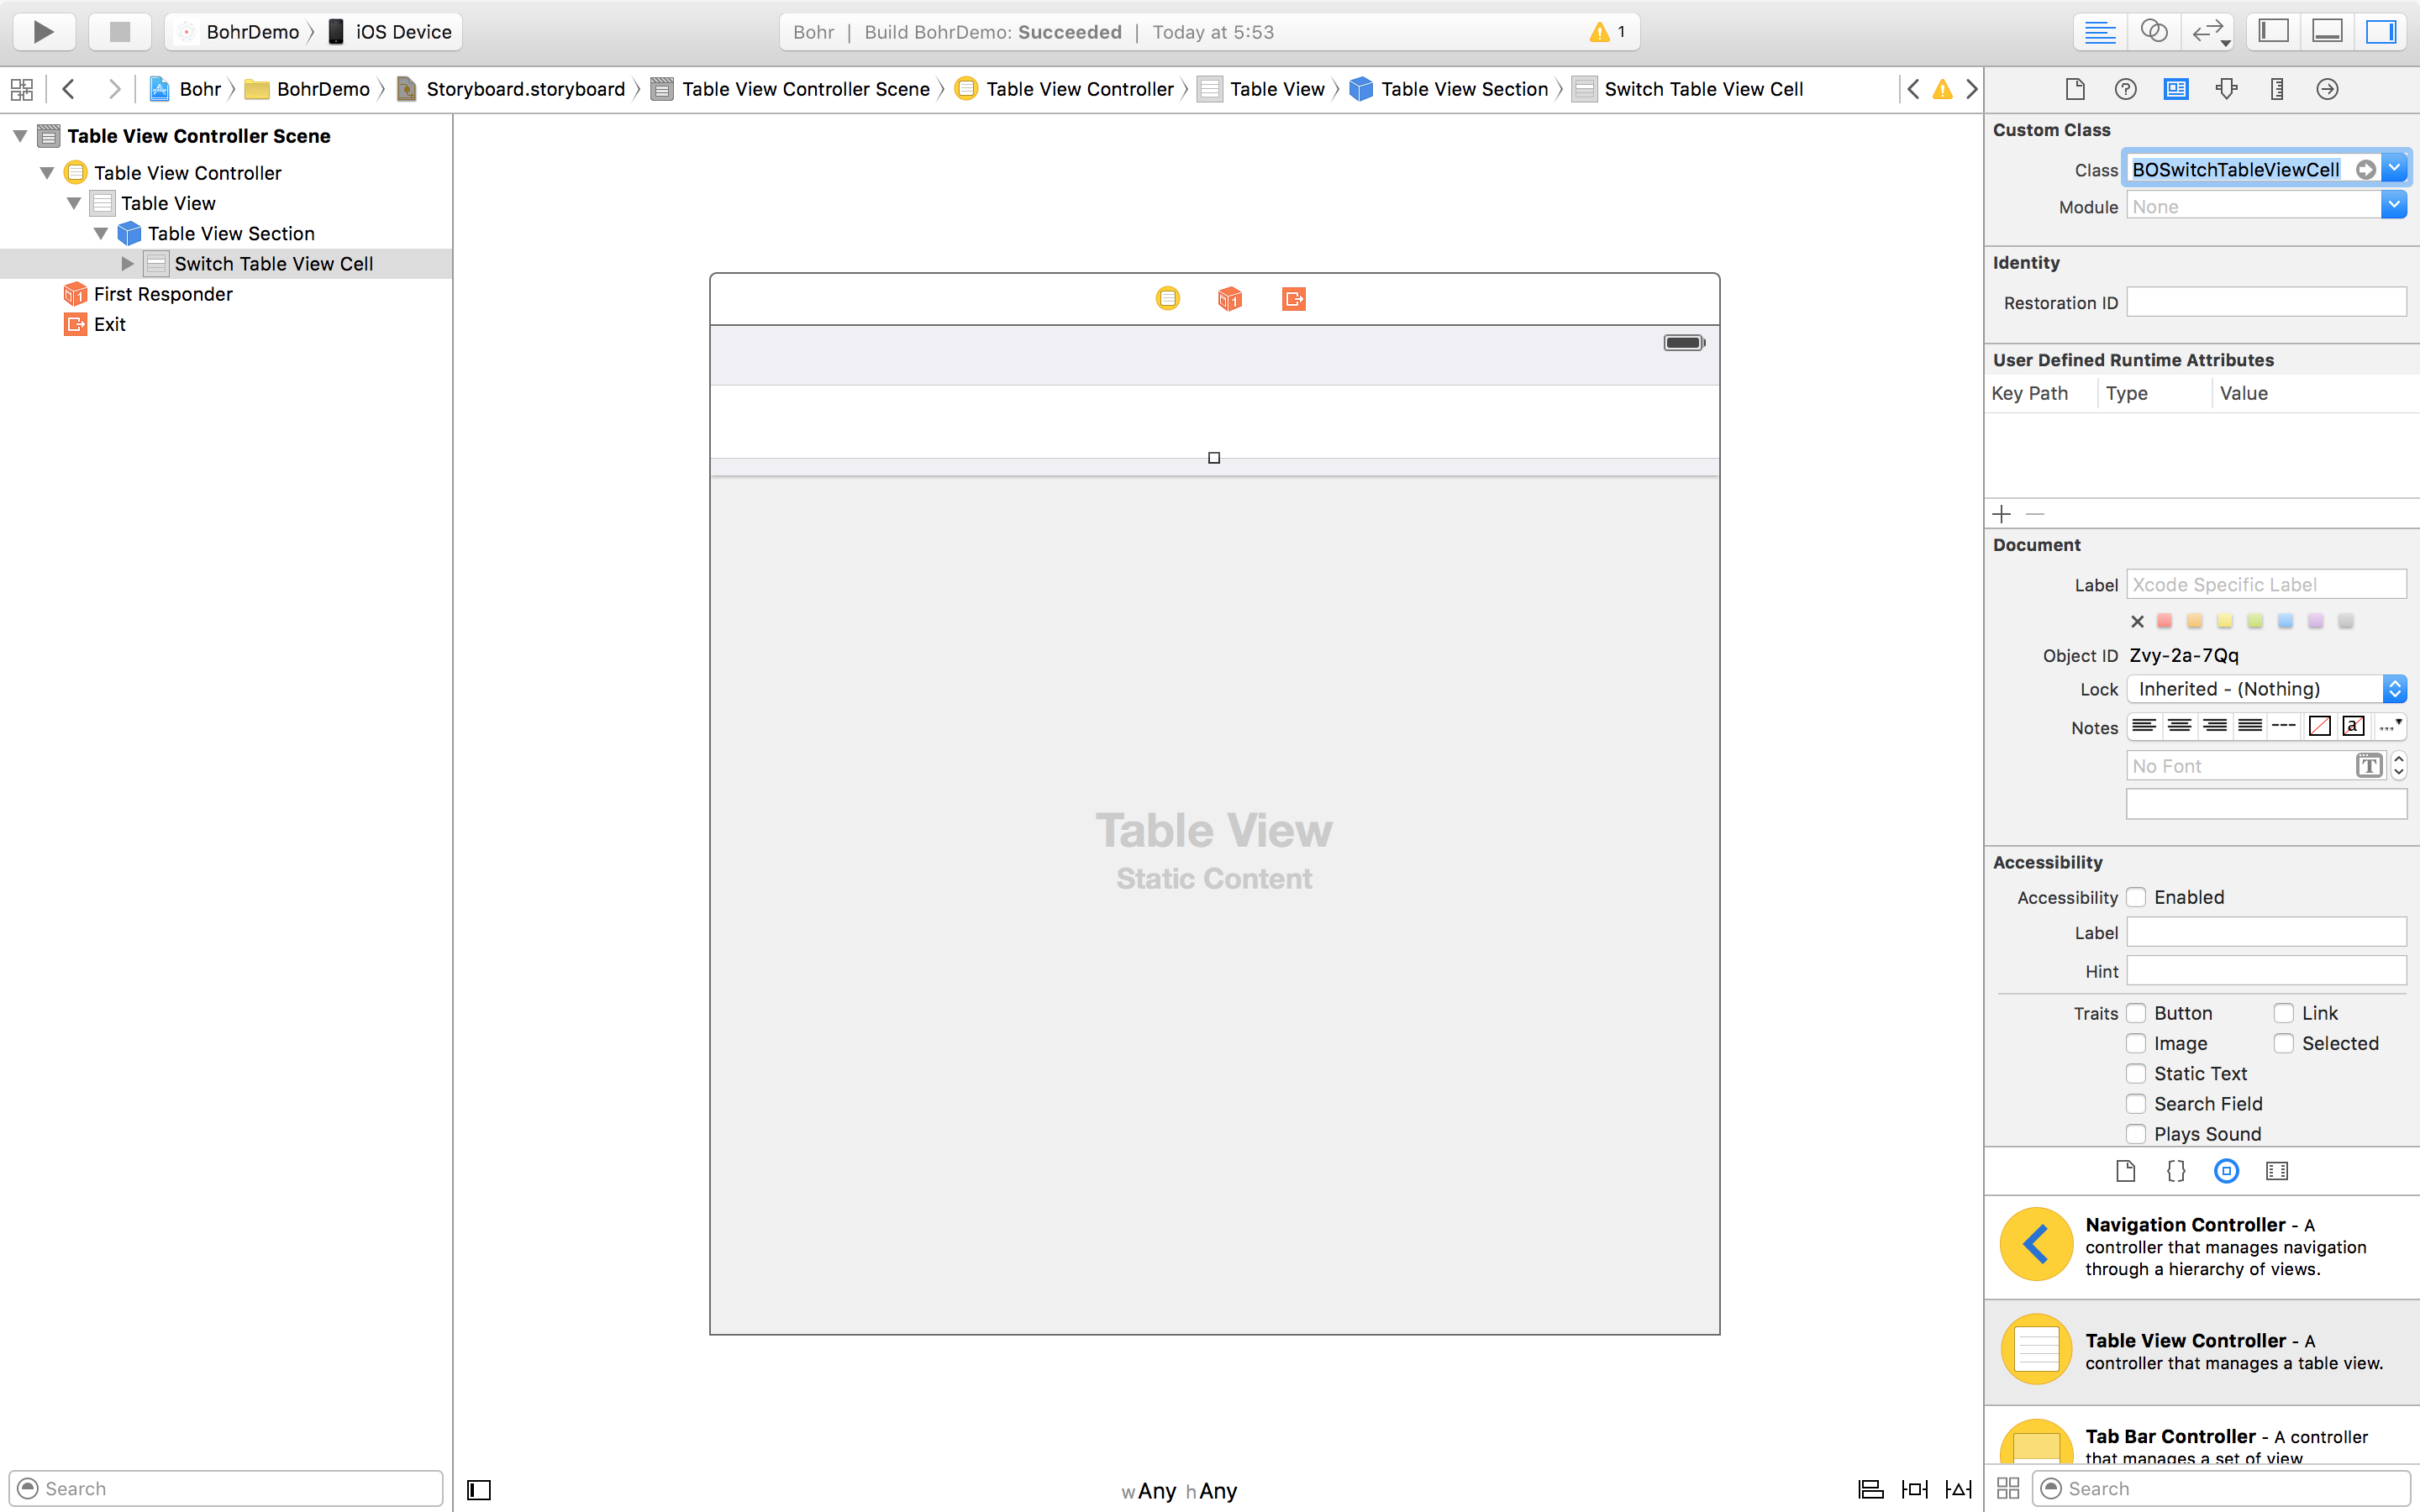 BohrDemo iOS Device
Bohr | Build BohrDemo: Succeeded | Today at 5:53
1
Bohr BohrDemo Storyboard.storyboard Table View Controller Scene Table View Controller Table View Table View Section Switch Table View Cell
Table View Controller Scene
Table View Controller
Table View
Table View Section
Switch Table View Cell
First Responder
Exit
Search
Table View
Static Content
wAny hAny
Custom Class
Class BOSwitchTableViewCell
Module None
Identity
Restoration ID
User Defined Runtime Attributes
Key Path Type Value
Document
Label Xcode Specific Label
Object ID Zvy-2a-7Qq
Lock Inherited - (Nothing)
Notes
No Font
Accessibility
Accessibility Enabled
Label
Hint
Traits Button Link
Image Selected
Static Text
Search Field
Plays Sound
Navigation Controller - A
controller that manages navigation
through a hierarchy of views.
Table View Controller - A
controller that manages a table view.
Tab Bar Controller - A controller
that manages a set of view
Search